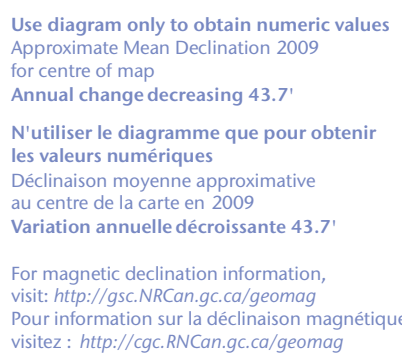 Use diagram only to obtain numeric values
Approximate Mean Declination 2009
for centre of map
Annual change decreasing 43.7'
N'utiliser le diagramme que pour obtenir
les valeurs numériques
Déclinaison moyenne approximative
au centre de la carte en 2009
Variation annuelle décroissante 43.7'
For magnetic declination information,
visit: http://gsc.NRCan.gc.ca/geomag
Pour information sur la déclinaison magnétique
visitez : http://cgc.RNCan.gc.ca/geomag